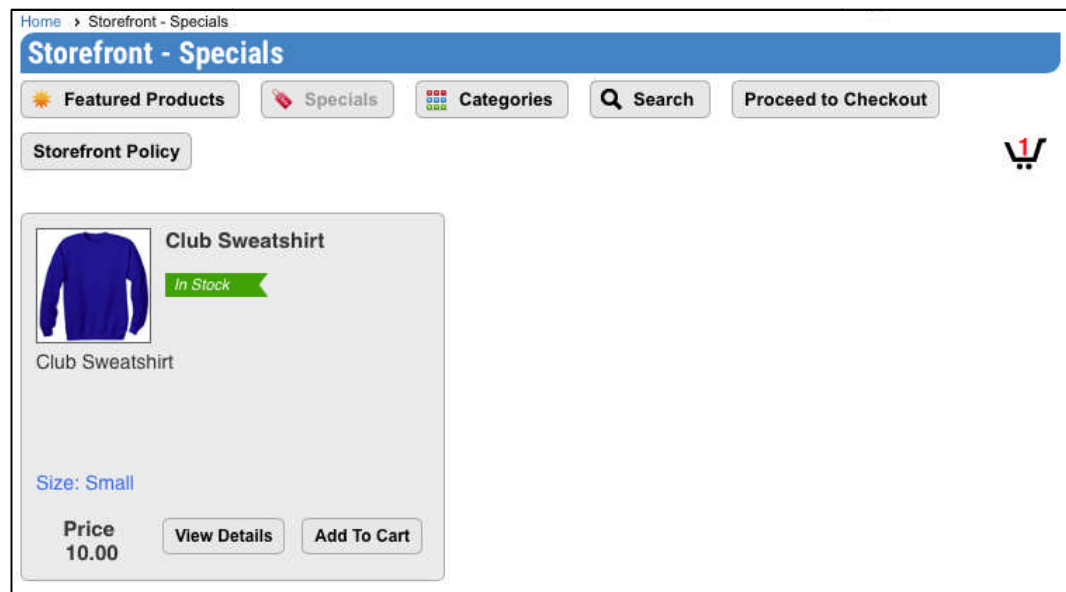 Home › Storefront - Specials
Storefront - Specials
Featured Products Specials Categories Search Proceed to Checkout
Storefront Policy 1
Club Sweatshirt
In Stock
Club Sweatshirt
Size: Small
Price
10.00
View Details Add To Cart